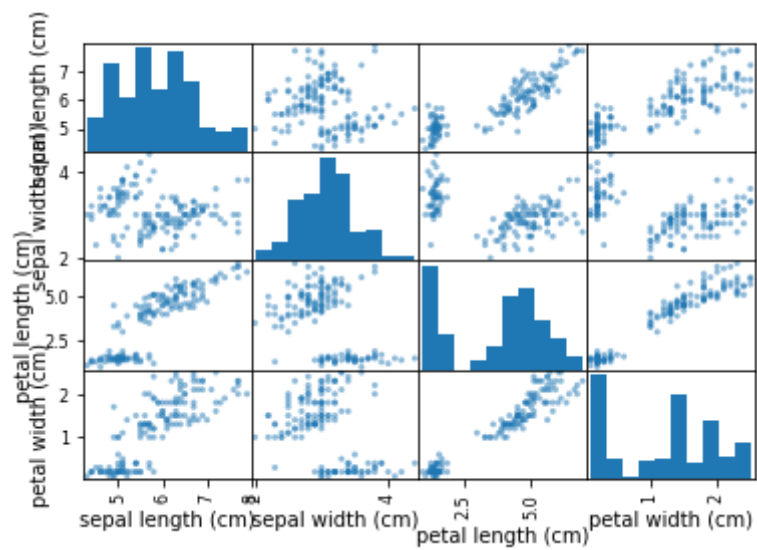 sepal length (cm)
7
6
5
sepal width (cm)
4
2
petal length (cm)
5.0
2.5
petal width (cm)
2
1
5 6 7 8 2 4 2.5 5.0 1 2
sepal length (cm) sepal width (cm) petal length (cm) petal width (cm)